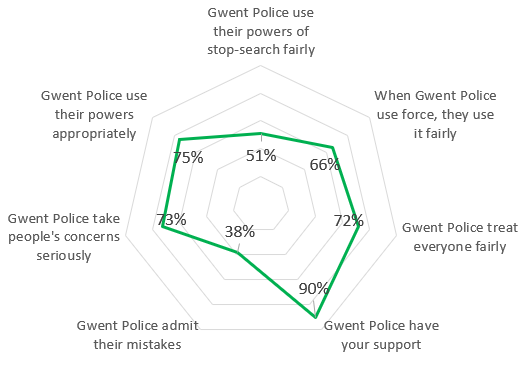 Gwent Police use
their powers of
stop-search fairly
Gwent Police use
their powers
appropriately
When Gwent Police
use force, they use
it fairly
75%
51%
66%
Gwent Police take
people's concerns
seriously
73%
38%
72%
Gwent Police treat
everyone fairly
90%
Gwent Police admit
their mistakes
Gwent Police have
your support